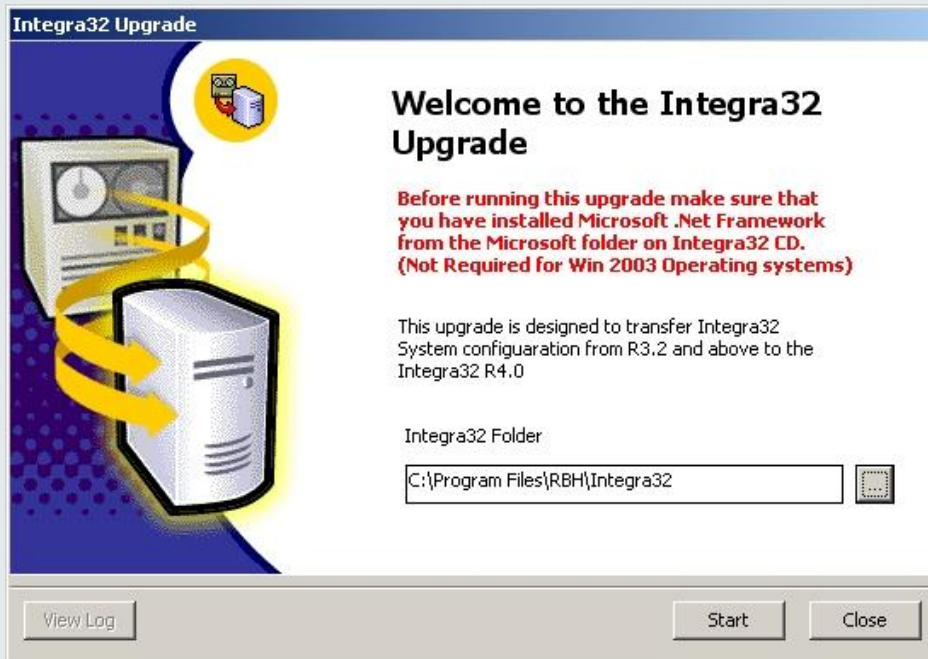 Integra32 Upgrade
Welcome to the Integra32
Upgrade
Before running this upgrade make sure that
you have installed Microsoft .Net Framework
from the Microsoft folder on Integra32 CD.
(Not Required for Win 2003 Operating systems)
This upgrade is designed to transfer Integra32
System configuaration from R3.2 and above to the
Integra32 R4.0
Integra32 Folder
C:\Program Files\RBH\Integra32
...
View Log
Start
Close